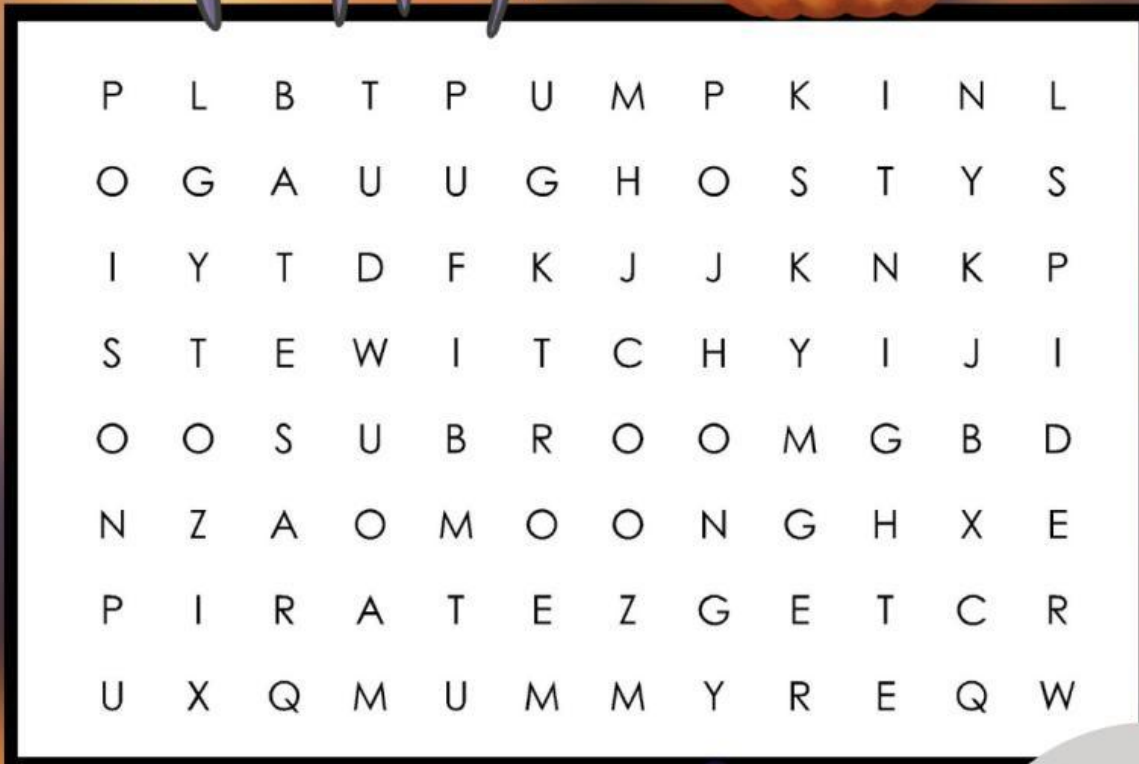 P L B T P U M P K I N L
O G A U U G H O S T Y S
I Y T D F K J J K N K P
S T E W I T C H Y I J I
O O S U B R O O M G B D
N Z A O M O O N G H X E
P I R A T E Z G E T C R
U X Q M U M M Y R E Q W